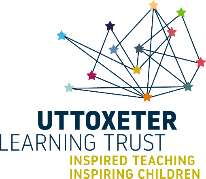 UTTOXETER
LEARNING TRUST
INSPIRED TEACHING
INSPIRING CHILDREN